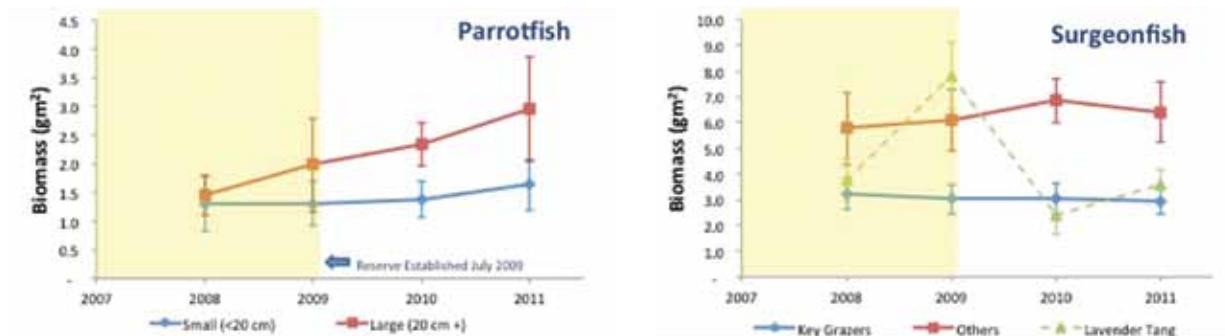 Parrotfish
Biomass (gm²)
4.5
4.0
3.5
3.0
2.5
2.0
1.5
1.0
0.5
-
Reserve Established July 2009
2007 2008 2009 2010 2011
Small (<20 cm) Large (20 cm +)
Surgeonfish
Biomass (gm²)
10.0
9.0
8.0
7.0
6.0
5.0
4.0
3.0
2.0
1.0
-
2007 2008 2009 2010 2011
Key Grazers Others Lavender Tang